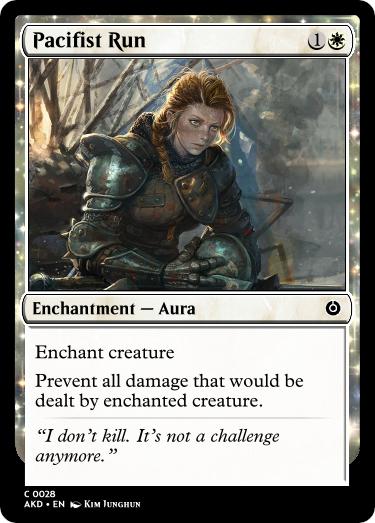 Pacifist Run 1
Enchantment — Aura
Enchant creature
Prevent all damage that would be
dealt by enchanted creature.
“I don't kill. It's not a challenge
anymore.”
C 0028
AKD • EN Kim Junghun